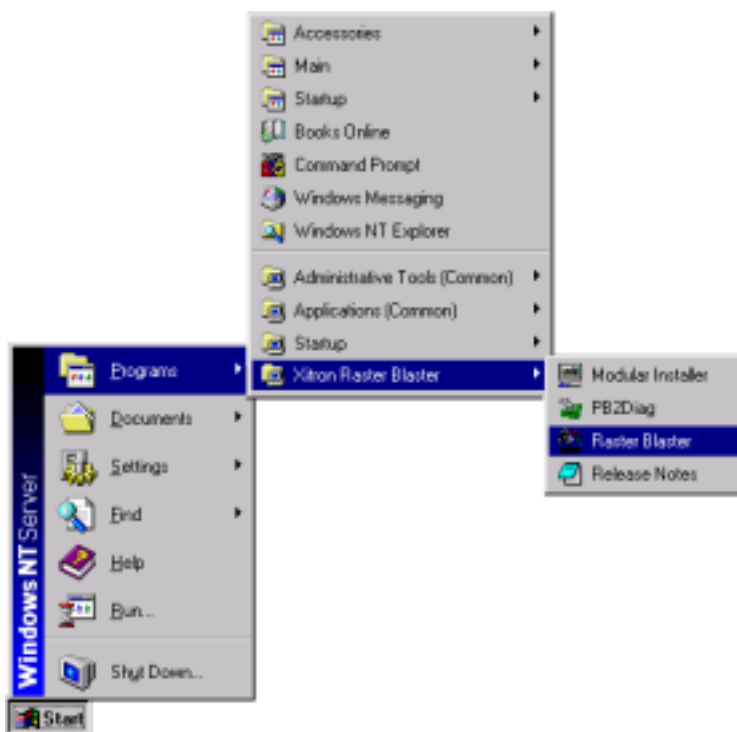 Accessories
Main
Startup
Books Online
Command Prompt
Windows Messaging
Windows NT Explorer
Administrative Tools (Common)
Applications (Common)
Startup
Xitron Raster Blaster
Modular Installer
PB2Diag
Raster Blaster
Release Notes
Programs
Documents
Settings
Find
Help
Run...
Shut Down...
Windows NT Server
Start